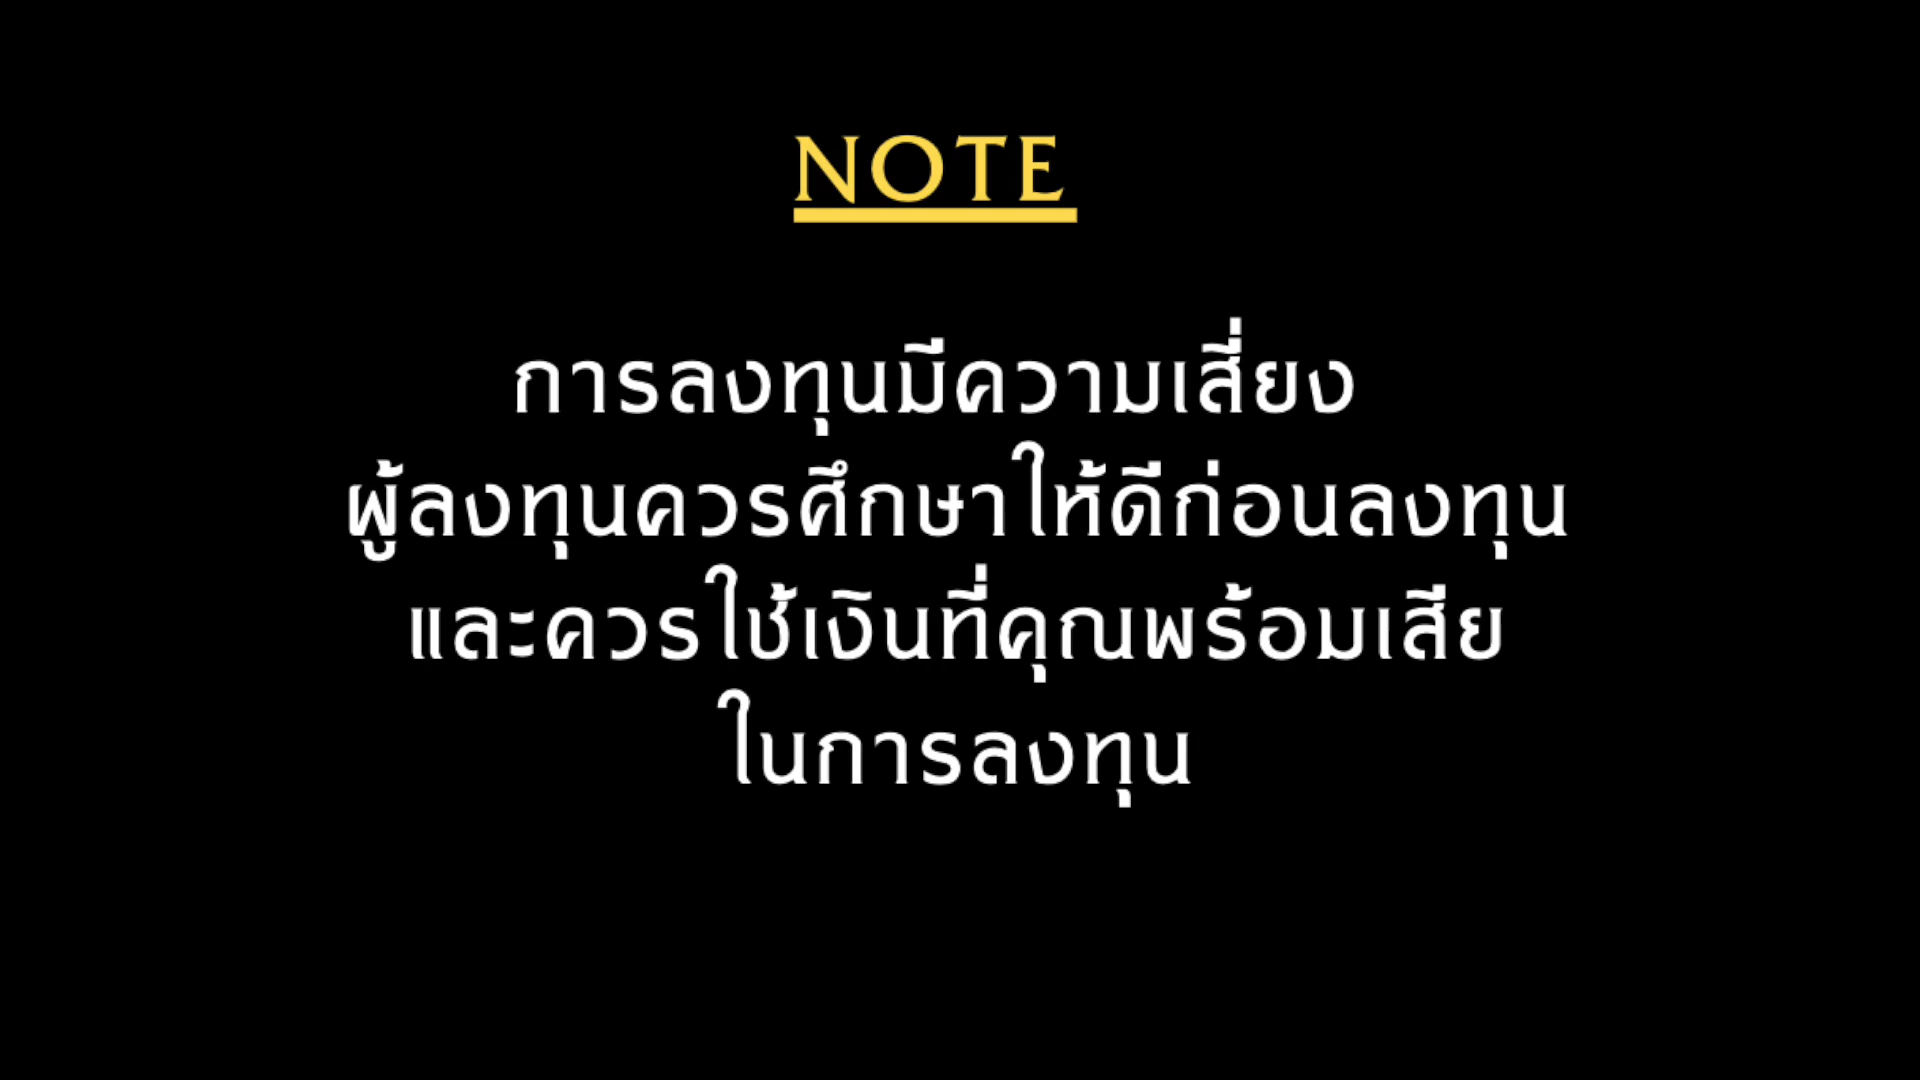 NOTE
การลงทุนมีความเสี่ยง
ผู้ลงทุนควรศึกษาให้ดีก่อนลงทุน
และควรใช้เงินที่คุณพร้อมเสีย
ในการลงทุน